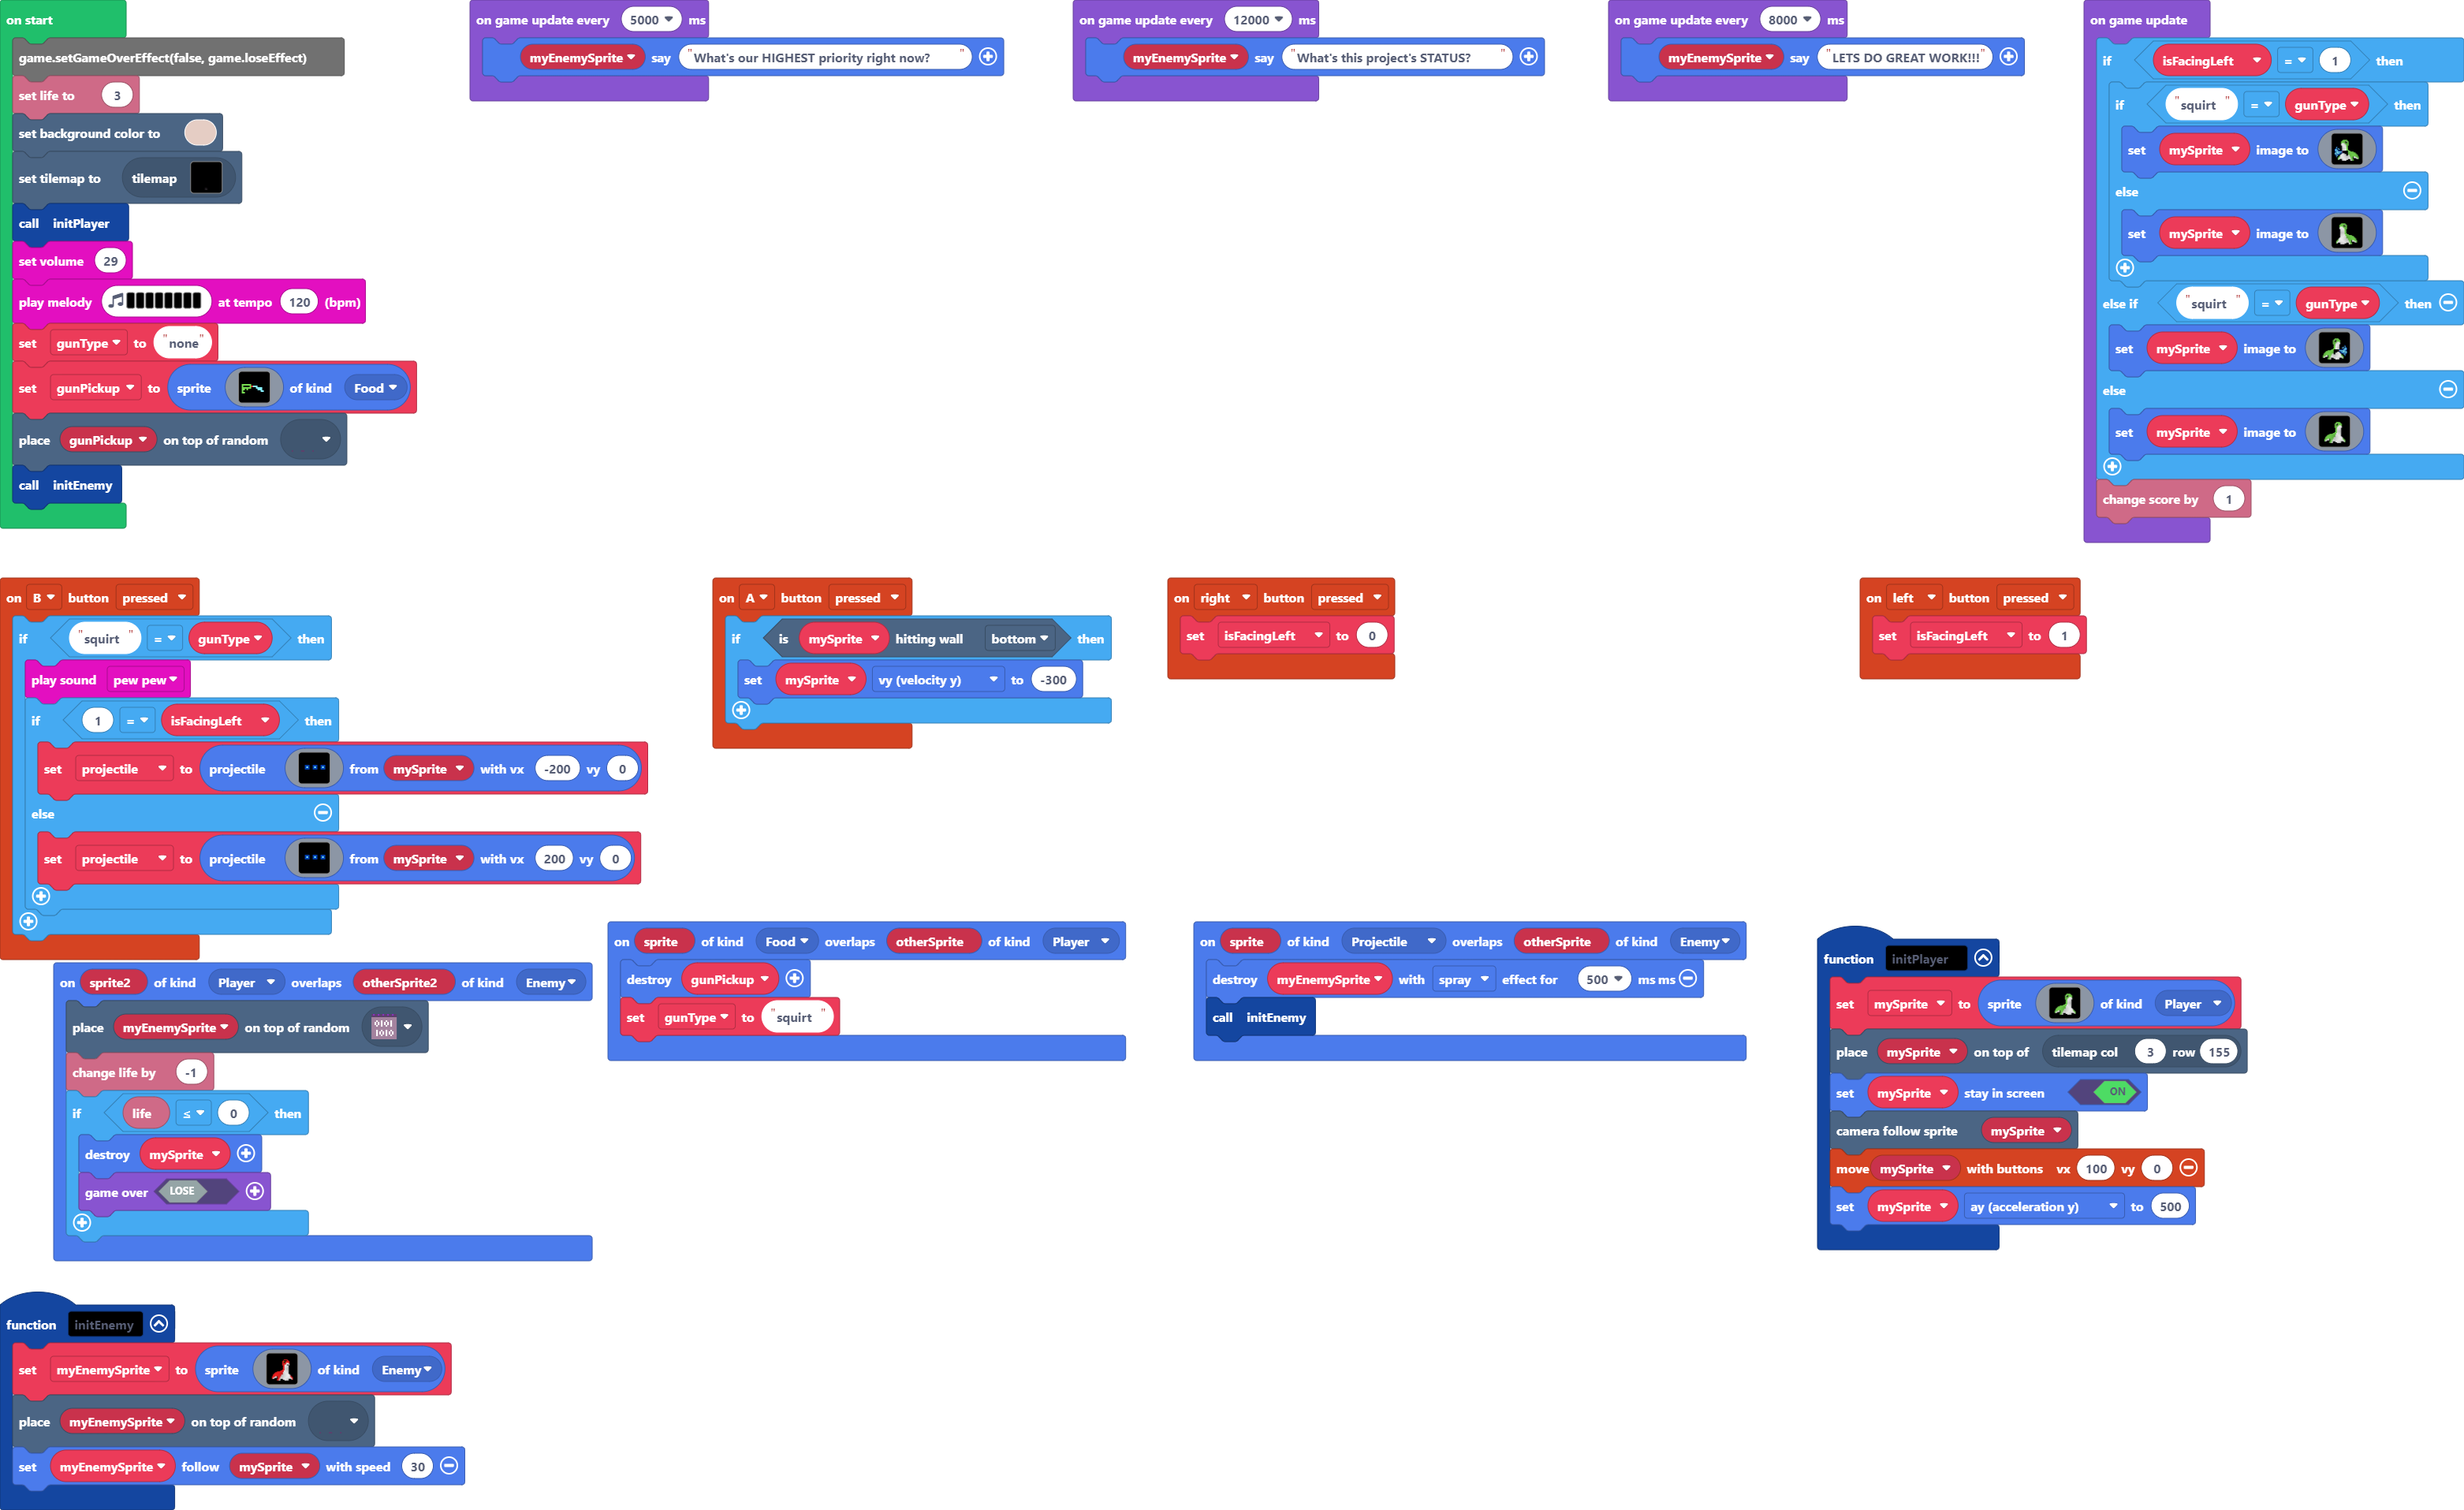 on start
game.setGameOverEffect(false, game.loseEffect)
set life to 3
set background color to
set tilemap to tilemap
call initPlayer
set volume 29
play melody at tempo 120 (bpm)
set gunType to "none"
set gunPickup to sprite of kind Food
place gunPickup on top of random
call initEnemy
on game update every 5000 ms
myEnemySprite say "What's our HIGHEST priority right now? "
on game update every 12000 ms
myEnemySprite say "What's this project's STATUS? "
on game update every 8000 ms
myEnemySprite say "LETS DO GREAT WORK!!!"
on game update
if isFacingLeft = 1 then
if "squirt " = gunType then
set mySprite image to
else
set mySprite image to
else if "squirt " = gunType then
set mySprite image to
else
set mySprite image to
change score by 1
on B button pressed
if "squirt " = gunType then
play sound pew pew
if 1 = isFacingLeft then
set projectile to projectile from mySprite with vx -200 vy 0
else
set projectile to projectile from mySprite with vx 200 vy 0
on A button pressed
if is mySprite hitting wall bottom then
set mySprite vy (velocity y) to -300
on right button pressed
set isFacingLeft to 0
on left button pressed
set isFacingLeft to 1
on sprite2 of kind Player overlaps otherSprite2 of kind Enemy
place myEnemySprite on top of random
change life by -1
if life ≤ 0 then
destroy mySprite
game over LOSE
on sprite of kind Food overlaps otherSprite of kind Player
destroy gunPickup
set gunType to "squirt "
on sprite of kind Projectile overlaps otherSprite of kind Enemy
destroy myEnemySprite with spray effect for 500 ms ms
call initEnemy
function initPlayer
set mySprite to sprite of kind Player
place mySprite on top of tilemap col 3 row 155
set mySprite stay in screen ON
camera follow sprite mySprite
move mySprite with buttons vx 100 vy 0
set mySprite ay (acceleration y) to 500
function initEnemy
set myEnemySprite to sprite of kind Enemy
place myEnemySprite on top of random
set myEnemySprite follow mySprite with speed 30